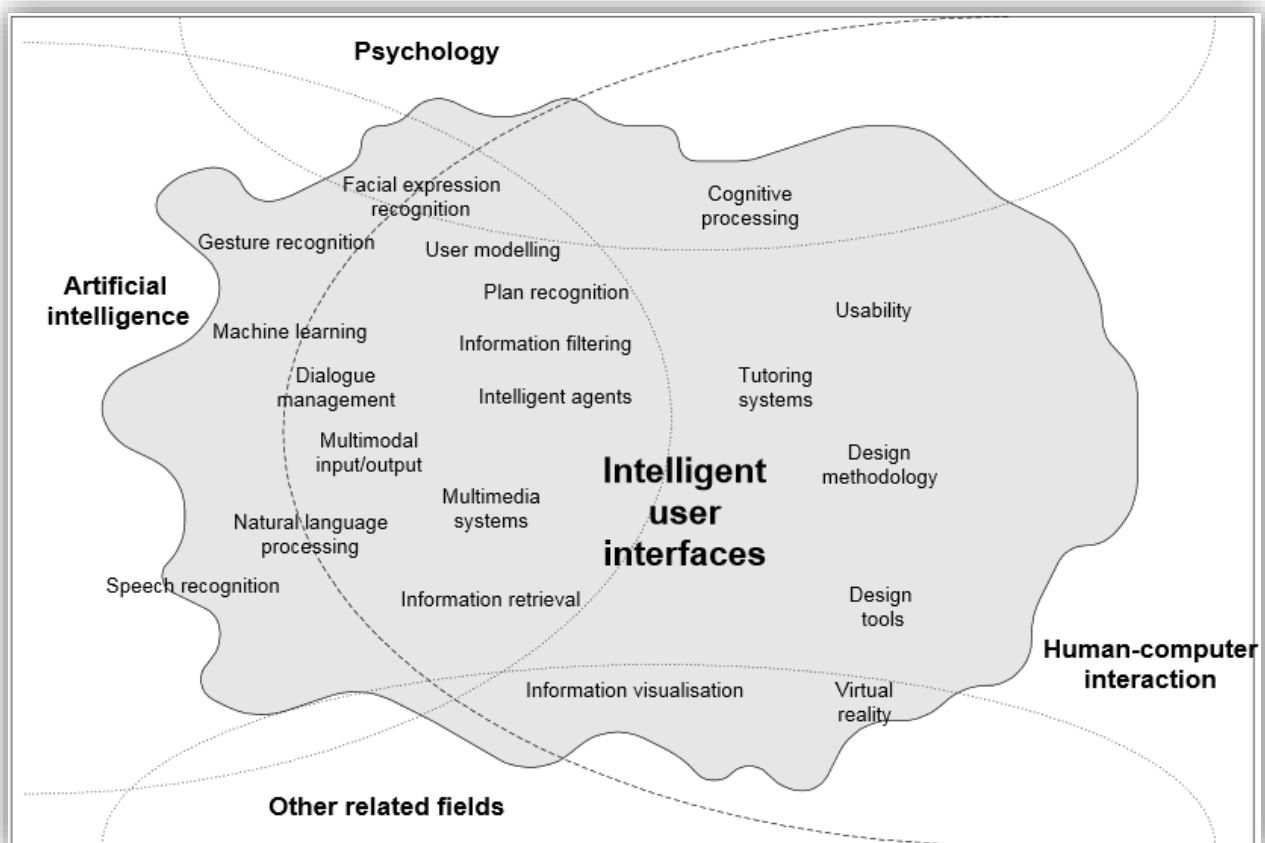 Psychology
Facial expression
recognition
Cognitive
processing
Gesture recognition
User modelling
Artificial
intelligence
Plan recognition
Usability
Machine learning
Information filtering
Dialogue
management
Intelligent agents
Tutoring
systems
Multimodal
input/output
Intelligent
user
interfaces
Design
methodology
Multimedia
systems
Natural language
processing
Speech recognition
Information retrieval
Design
tools
Human-computer
interaction
Information visualisation
Virtual
reality
Other related fields